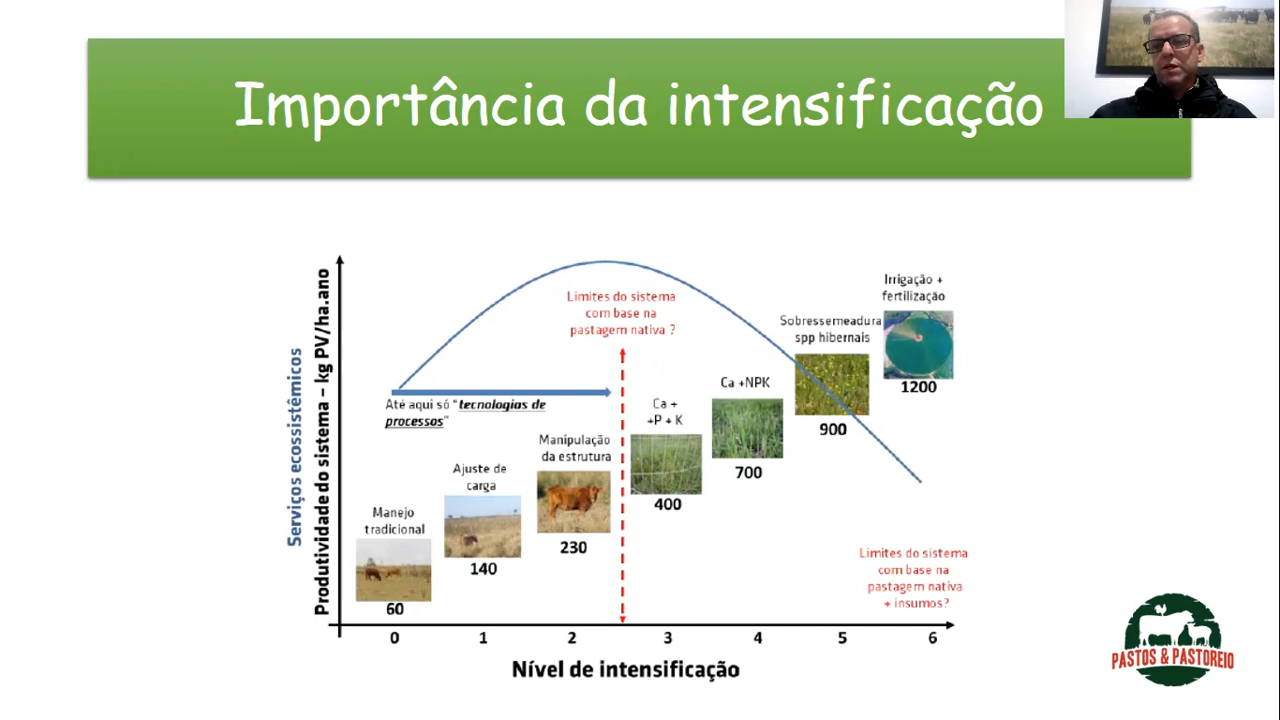 Importância da intensificação
Serviços ecossistêmicos
Produtividade do sistema – kg PV/ha.ano
Limites do sistema
com base na
pastagem nativa ?
Até aqui só “tecnologias de
processos”
Manejo
tradicional
60
Ajuste de
carga
140
Manipulação
da estrutura
230
Ca +
+P + K
400
Ca +NPK
700
Sobressemeadura
spp hibernais
900
Irrigação +
fertilização
1200
Limites do sistema
com base na
pastagem nativa
+ insumos?
0 1 2 3 4 5 6
Nível de intensificação
PASTOS & PASTOREIO